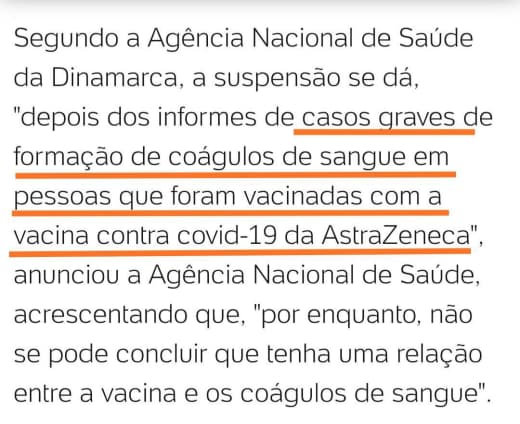 Segundo a Agência Nacional de Saúde
da Dinamarca, a suspensão se dá,
"depois dos informes de casos graves de
formação de coágulos de sangue em
pessoas que foram vacinadas com a
vacina contra covid-19 da AstraZeneca",
anunciou a Agência Nacional de Saúde,
acrescentando que, "por enquanto, não
se pode concluir que tenha uma relação
entre a vacina e os coágulos de sangue".